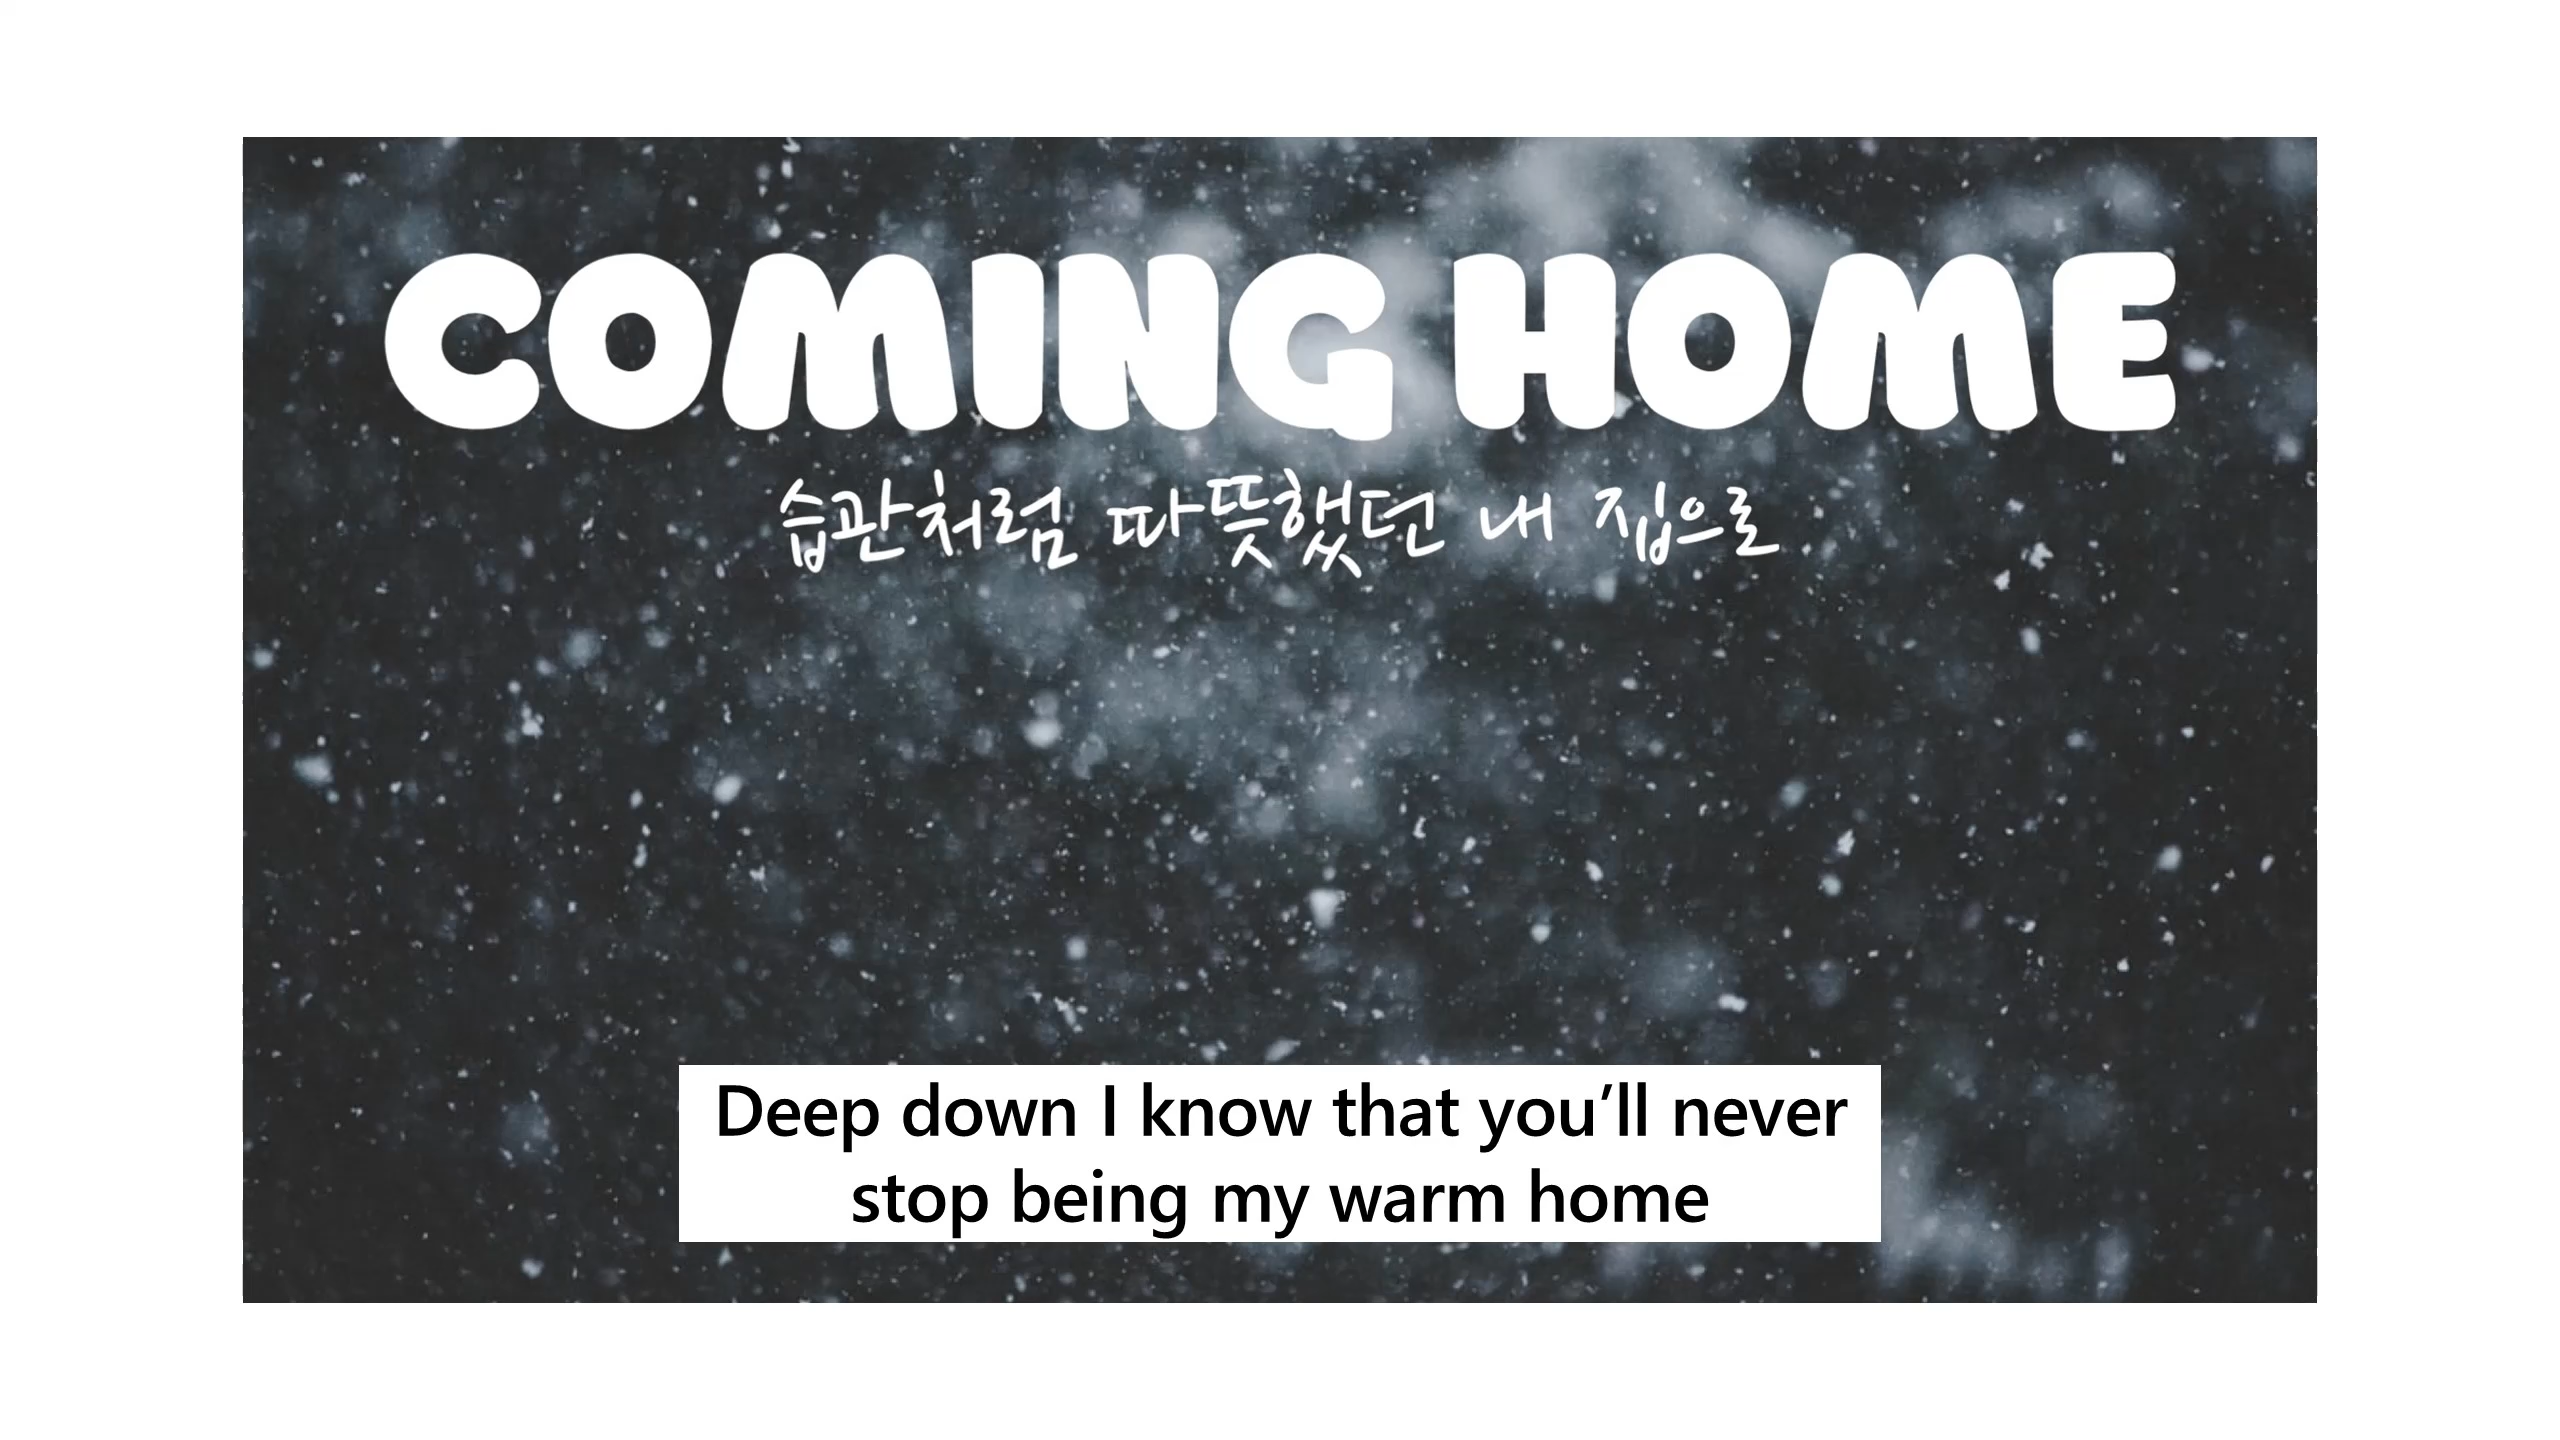 COMING HOME
습관처럼 따뜻했던 내 집으로
Deep down I know that you’ll never
stop being my warm home